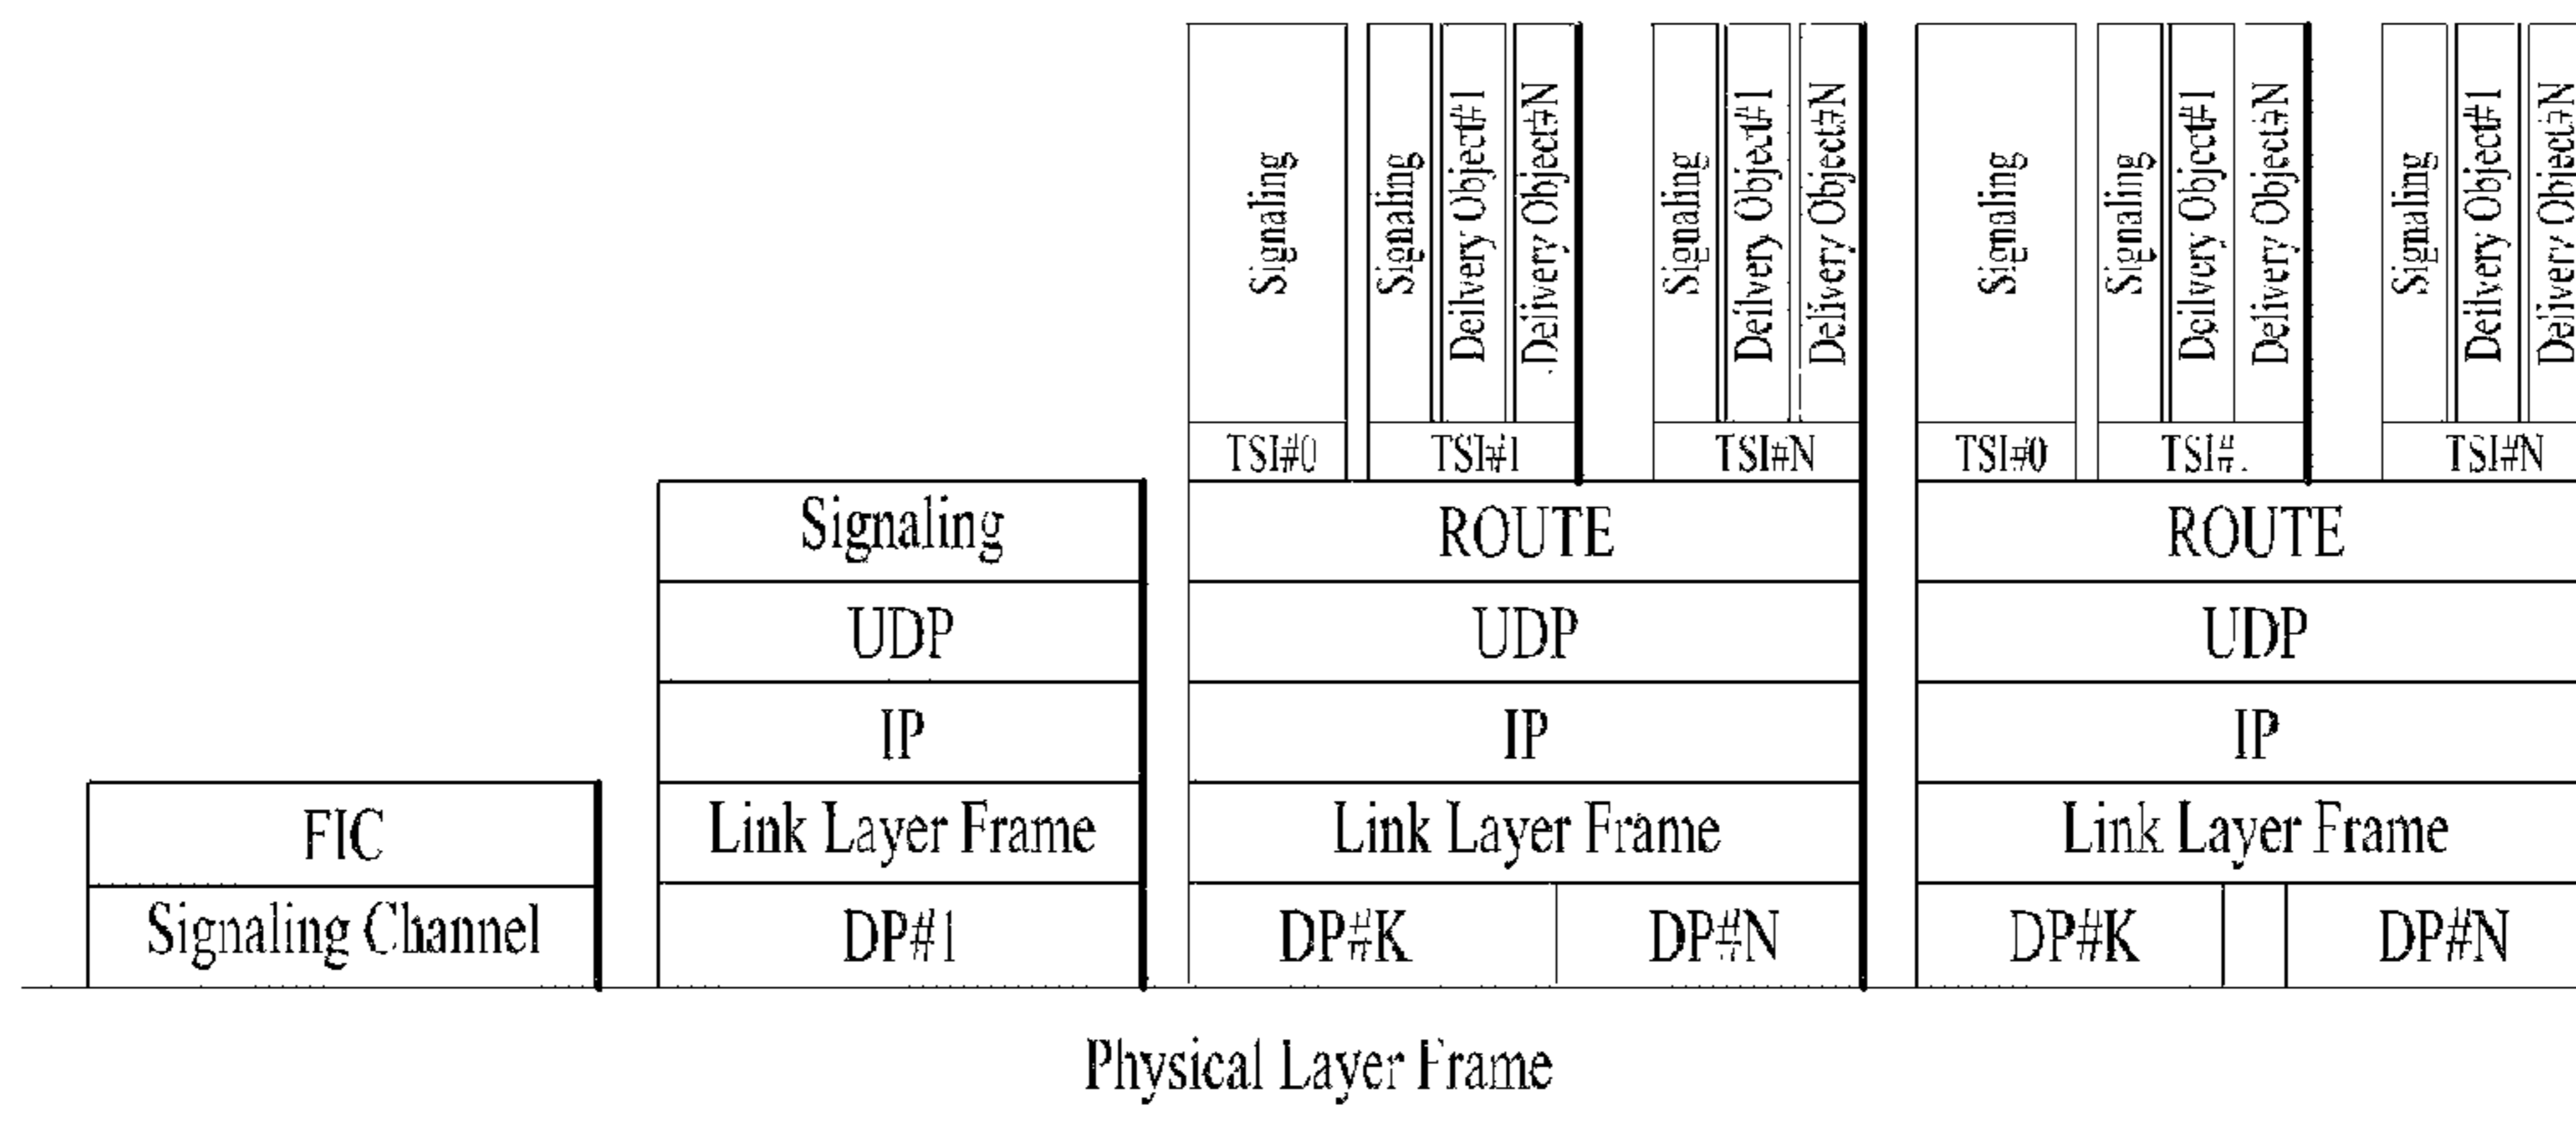 Signaling
Signaling
Deilvery Object#1
Delivery Object#N
Signaling
Deilvery Object#1
Delivery Object#N
Signaling
Signaling
Deilvery Object#1
Delivery Object#N
Signaling
Deilvery Object#1
Delivery Object#N
TSI#0
TSI#1
TSI#N
TSI#0
TSI#.
TSI#N
Signaling
ROUTE
ROUTE
UDP
UDP
UDP
IP
IP
IP
FIC
Link Layer Frame
Link Layer Frame
Link Layer Frame
Signaling Channel
DP#1
DP#K
DP#N
DP#K
DP#N
Physical Layer Frame